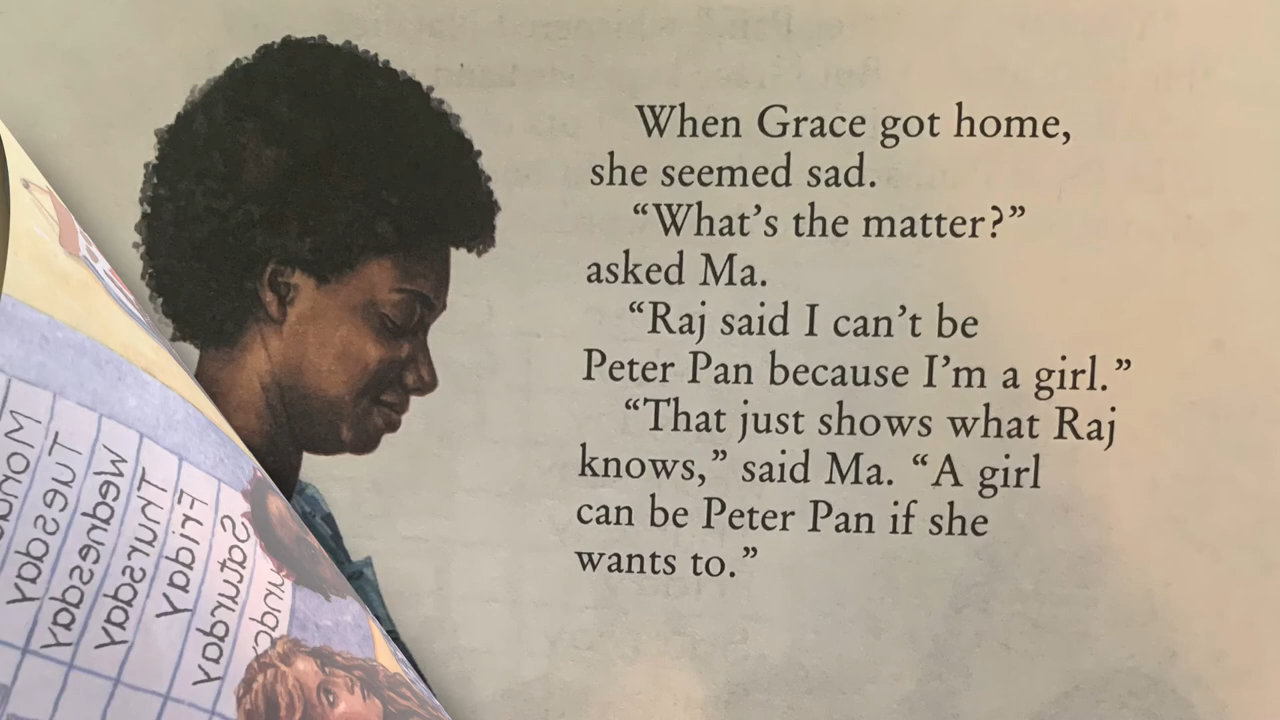 When Grace got home,
she seemed sad.
“What’s the matter?”
asked Ma.
“Raj said I can’t be
Peter Pan because I’m a girl.”
“That just shows what Raj
knows,” said Ma. “A girl
can be Peter Pan if she
wants to.”
Tuesday
Wednesday
Thursday
Friday
Saturday